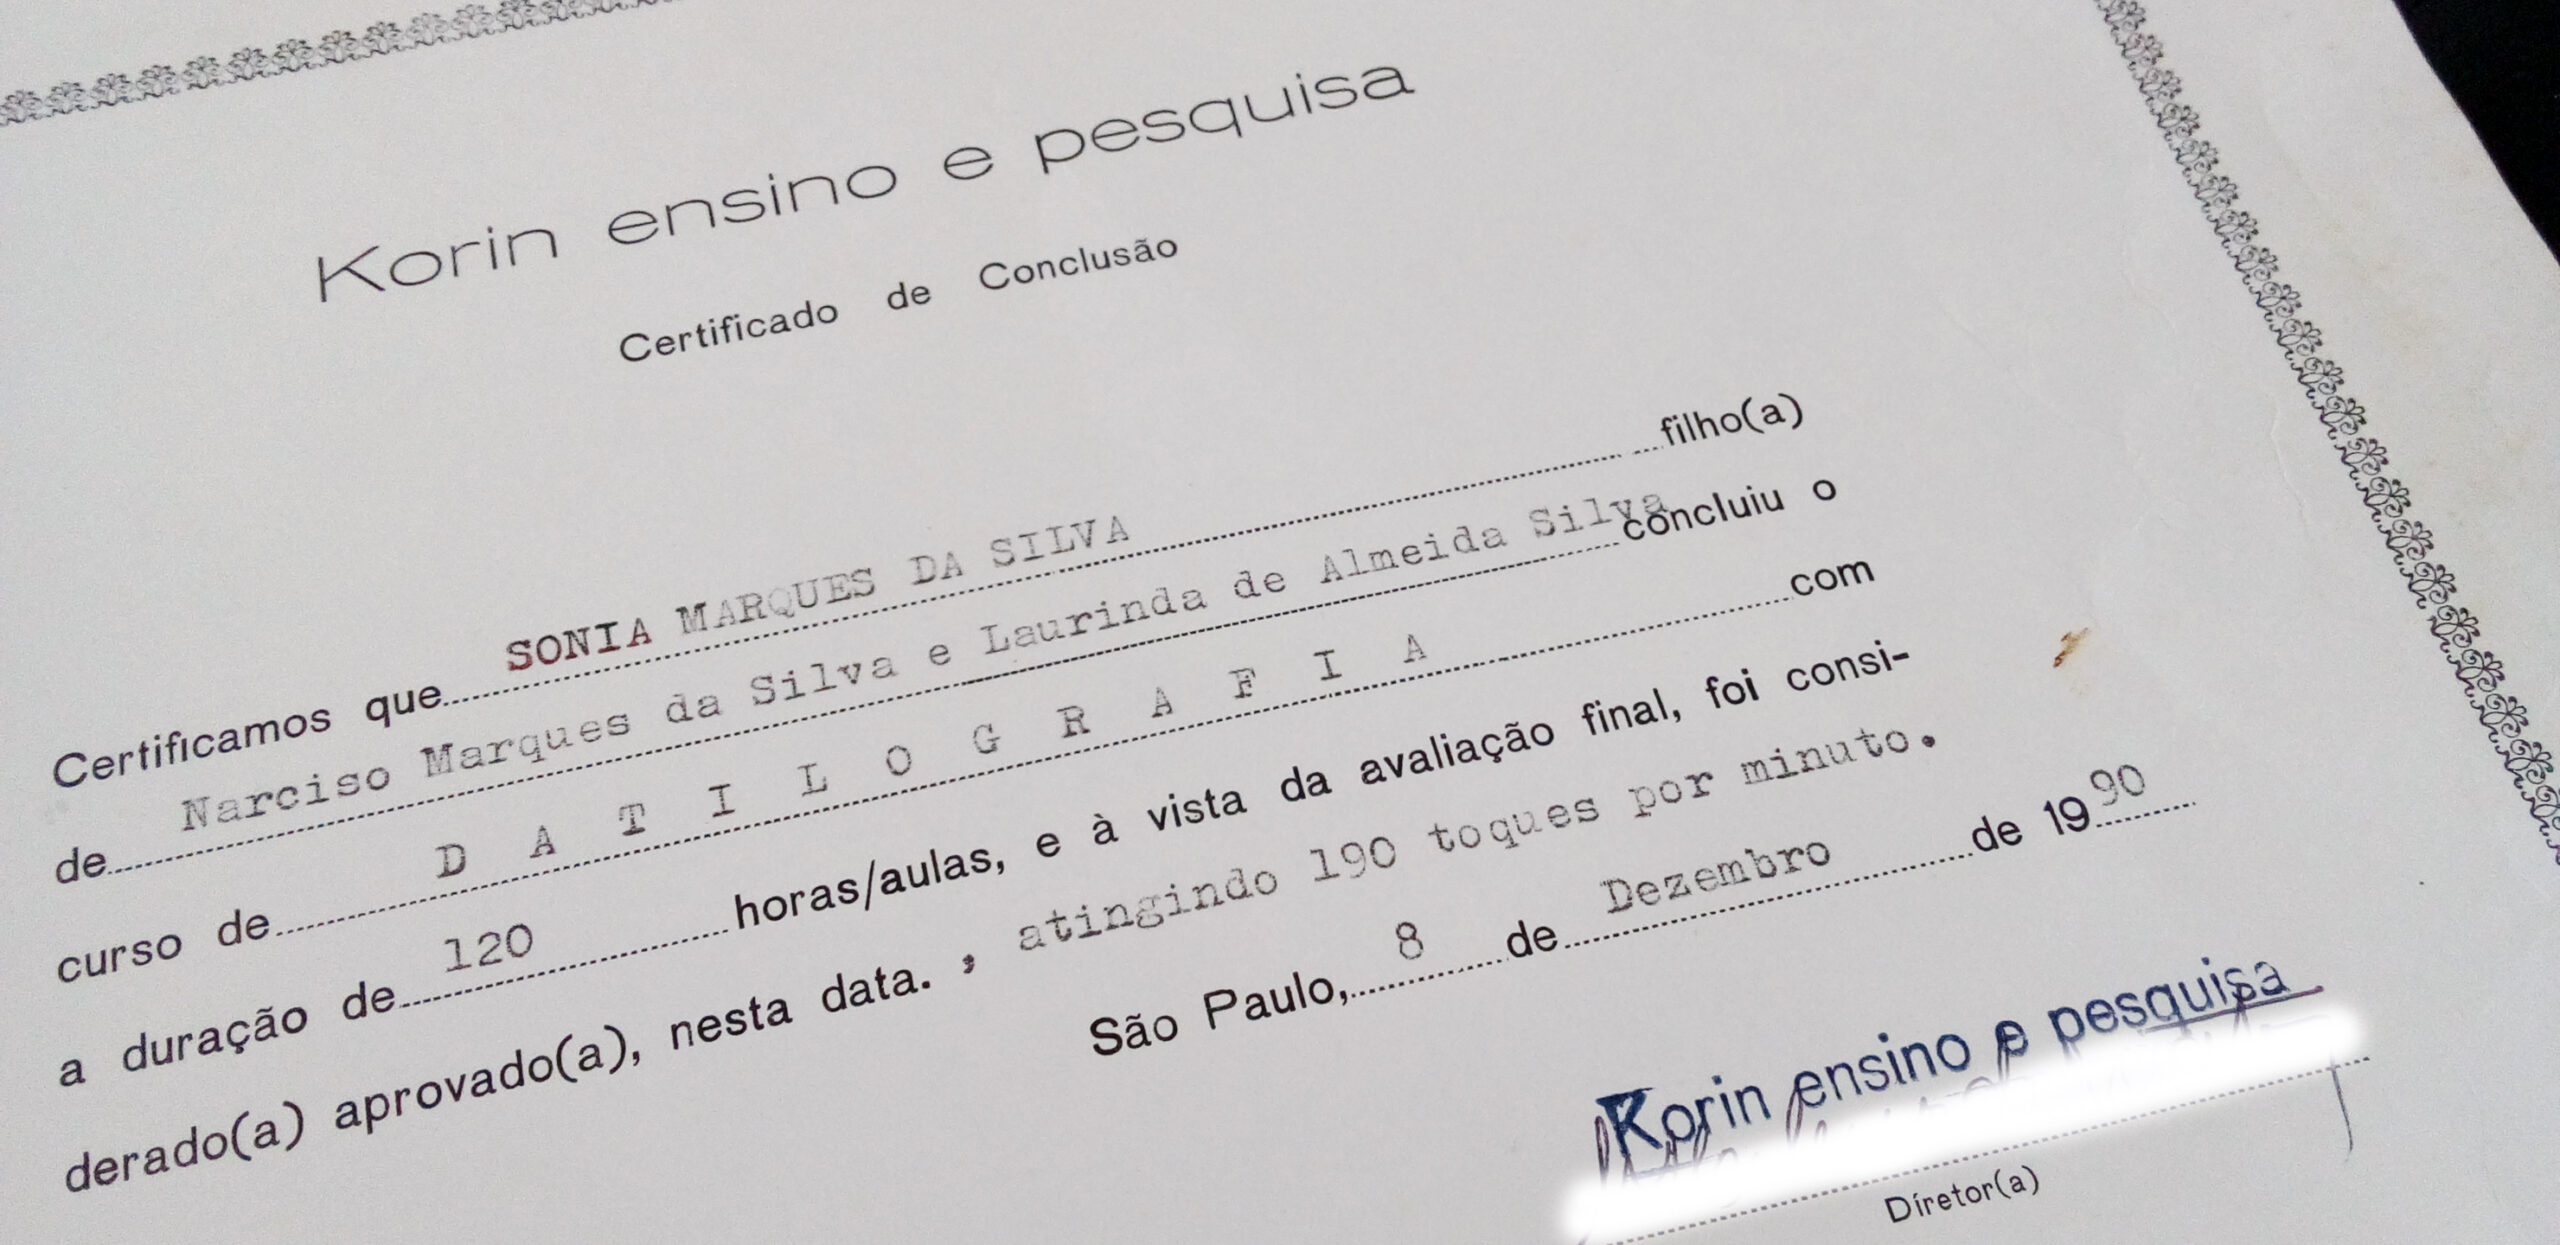 Korin ensino e pesquisa
Certificado de Conclusão
Certificamos que SONIA MARQUES DA SILVA filho(a)
de Narciso Marques da Silva e Laurinda de Almeida Silva concluiu o
curso de D A T I L O G R A F I A com
a duração de 120 horas/aulas, e à vista da avaliação final, foi consi-
derado(a) aprovado(a), nesta data. , atingindo 190 toques por minuto.
São Paulo, 8 de Dezembro de 1990
Korin ensino e pesquisa
Diretor(a)